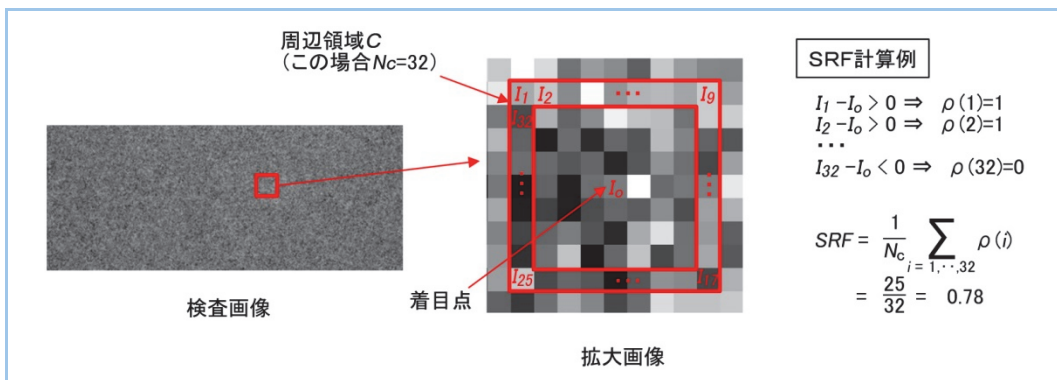 周辺領域C
(この場合Nc=32)
検査画像
I1 I2 ・・・ I9
I32
・・・ Io ・・・
I25 ・・・ I17
着目点
拡大画像
SRF計算例
I1 −Io > 0 ⇒ ρ(1)=1
I2 −Io > 0 ⇒ ρ(2)=1
・・・
I32 −Io < 0 ⇒ ρ(32)=0
SRF = 1/Nc ∑ i = 1,・・,32 ρ(i)
= 25/32 = 0.78